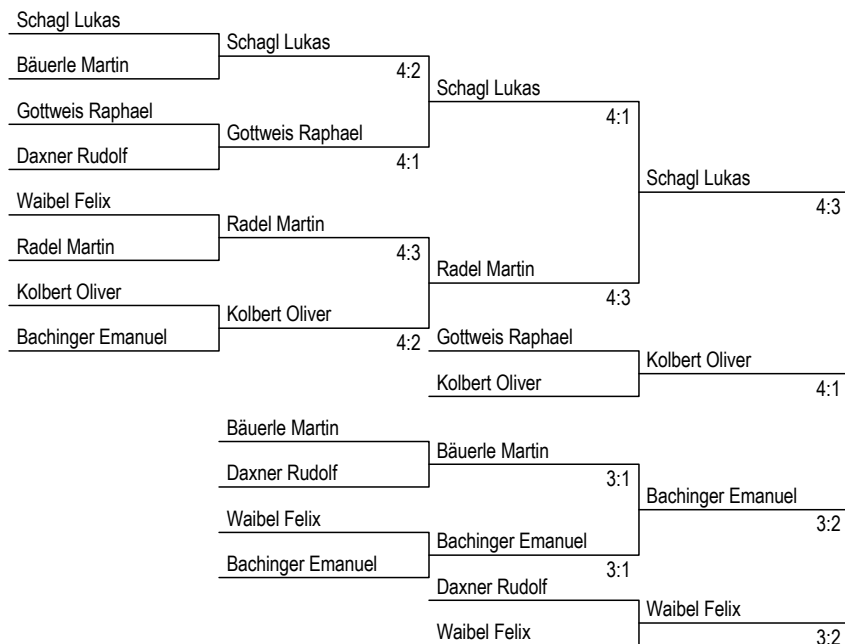 Schagl Lukas
Schagl Lukas
Bäuerle Martin
4:2
Schagl Lukas
Gottweis Raphael
4:1
Gottweis Raphael
Daxner Rudolf
4:1
Schagl Lukas
Waibel Felix
4:3
Radel Martin
Radel Martin
4:3
Radel Martin
Kolbert Oliver
4:3
Kolbert Oliver
Bachinger Emanuel
4:2
Gottweis Raphael
Kolbert Oliver
Kolbert Oliver
4:1
Bäuerle Martin
Bäuerle Martin
Daxner Rudolf
3:1
Bachinger Emanuel
Waibel Felix
3:2
Bachinger Emanuel
Bachinger Emanuel
3:1
Daxner Rudolf
Waibel Felix
Waibel Felix
3:2